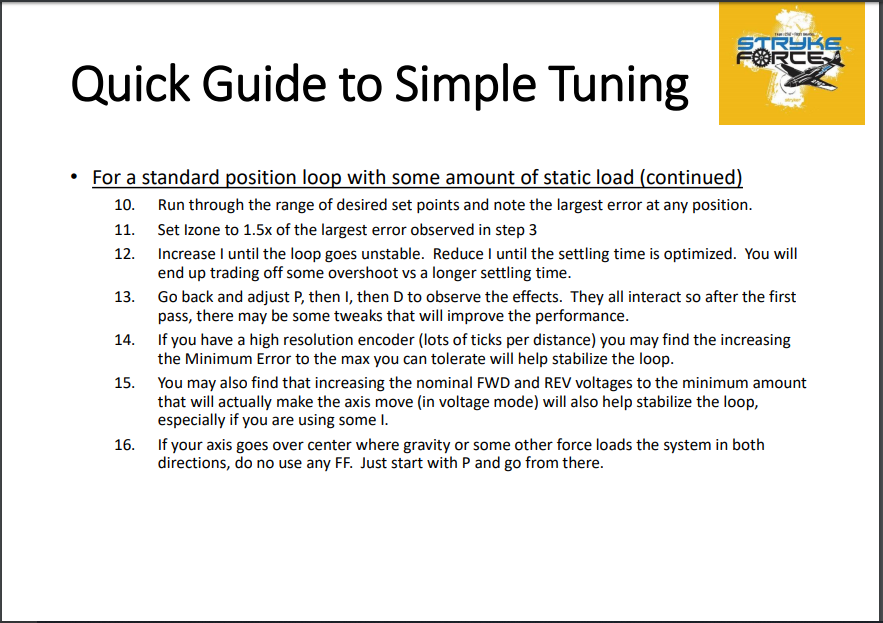 STRYKE
FORCE
Quick Guide to Simple Tuning
• For a standard position loop with some amount of static load (continued)
10. Run through the range of desired set points and note the largest error at any position.
11. Set Izone to 1.5x of the largest error observed in step 3
12. Increase I until the loop goes unstable.  Reduce I until the settling time is optimized.  You will
end up trading off some overshoot vs a longer settling time.
13. Go back and adjust P, then I, then D to observe the effects.  They all interact so after the first
pass, there may be some tweaks that will improve the performance.
14. If you have a high resolution encoder (lots of ticks per distance) you may find the increasing
the Minimum Error to the max you can tolerate will help stabilize the loop.
15. You may also find that increasing the nominal FWD and REV voltages to the minimum amount
that will actually make the axis move (in voltage mode) will also help stabilize the loop,
especially if you are using some I.
16. If your axis goes over center where gravity or some other force loads the system in both
directions, do no use any FF.  Just start with P and go from there.